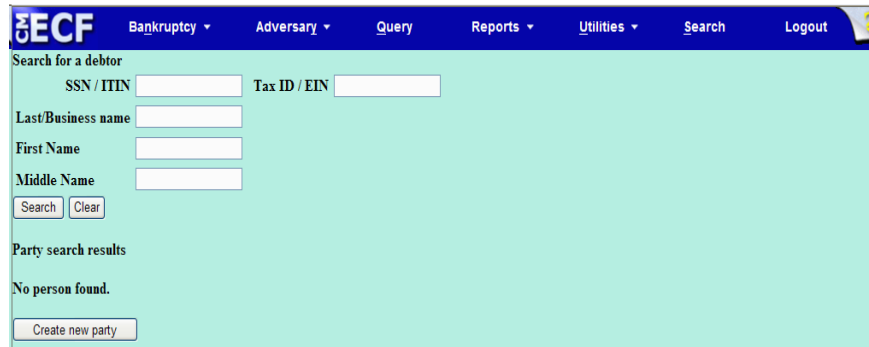 CM ECF Bankruptcy Adversary Query Reports Utilities Search Logout
Search for a debtor
SSN / ITIN Tax ID / EIN
Last/Business name
First Name
Middle Name
Search Clear
Party search results
No person found.
Create new party